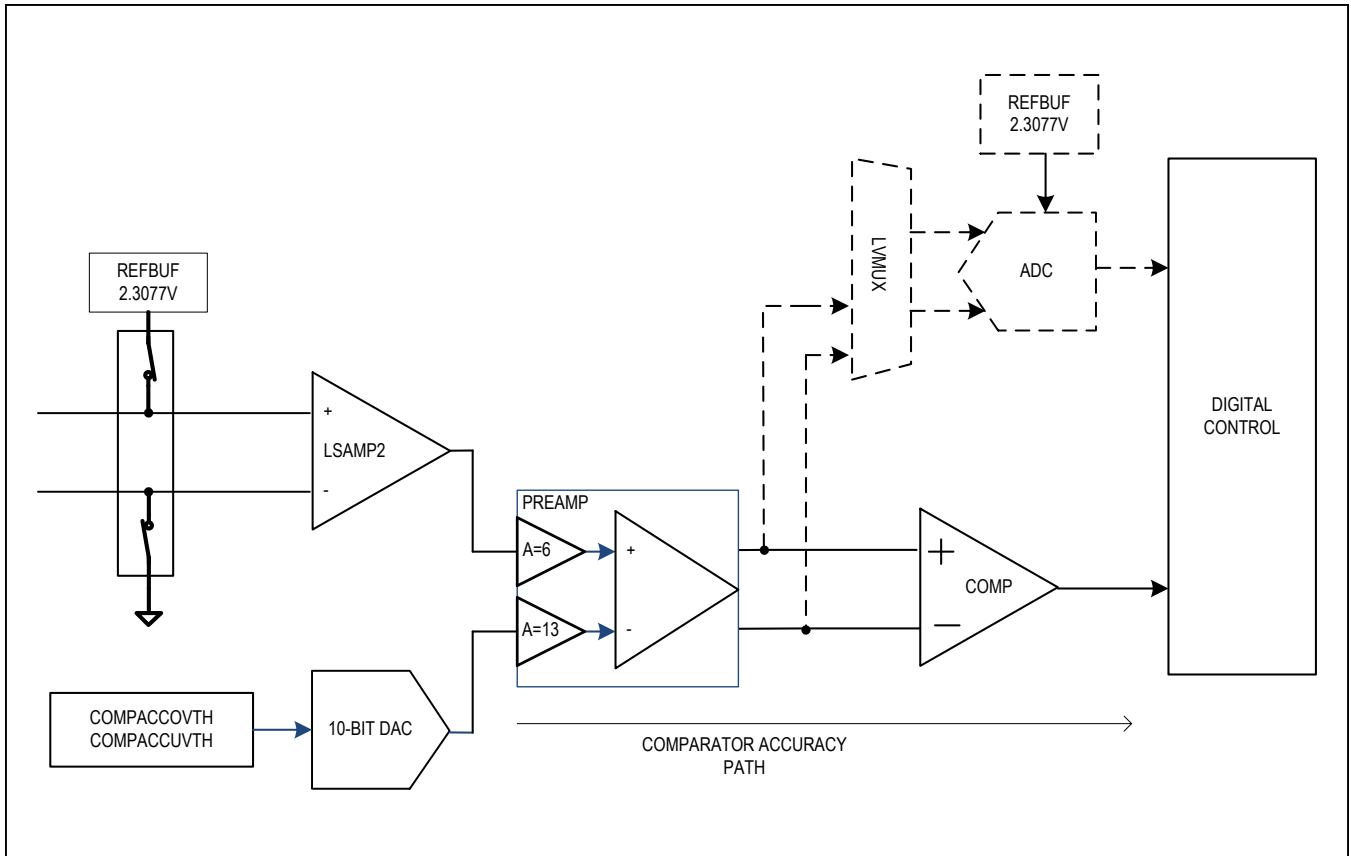 REFBUF
2.3077V
LVMUX
ADC
REFBUF
2.3077V
DIGITAL
CONTROL
+
LSAMP2
-
PREAMP
A=6
+
A=13
-
+
COMP
−
COMPACCOVTH
COMPACCUVTH
10-BIT DAC
COMPARATOR ACCURACY
PATH